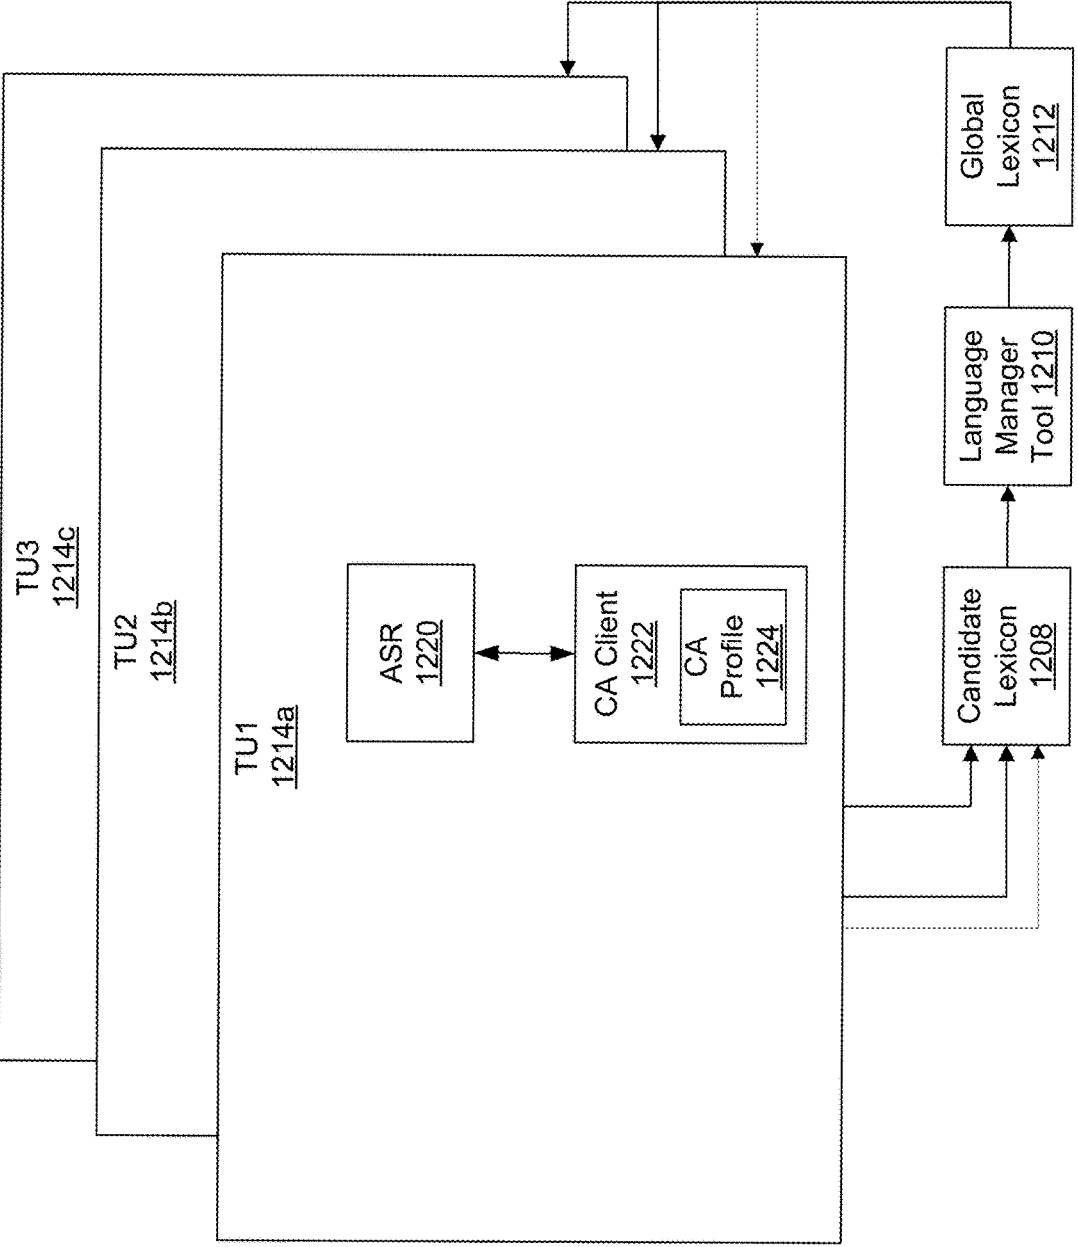 TU3
1214c
TU2
1214b
TU1
1214a
ASR
1220
CA Client
1222
CA
Profile
1224
Candidate
Lexicon
1208
Language
Manager
Tool 1210
Global
Lexicon
1212